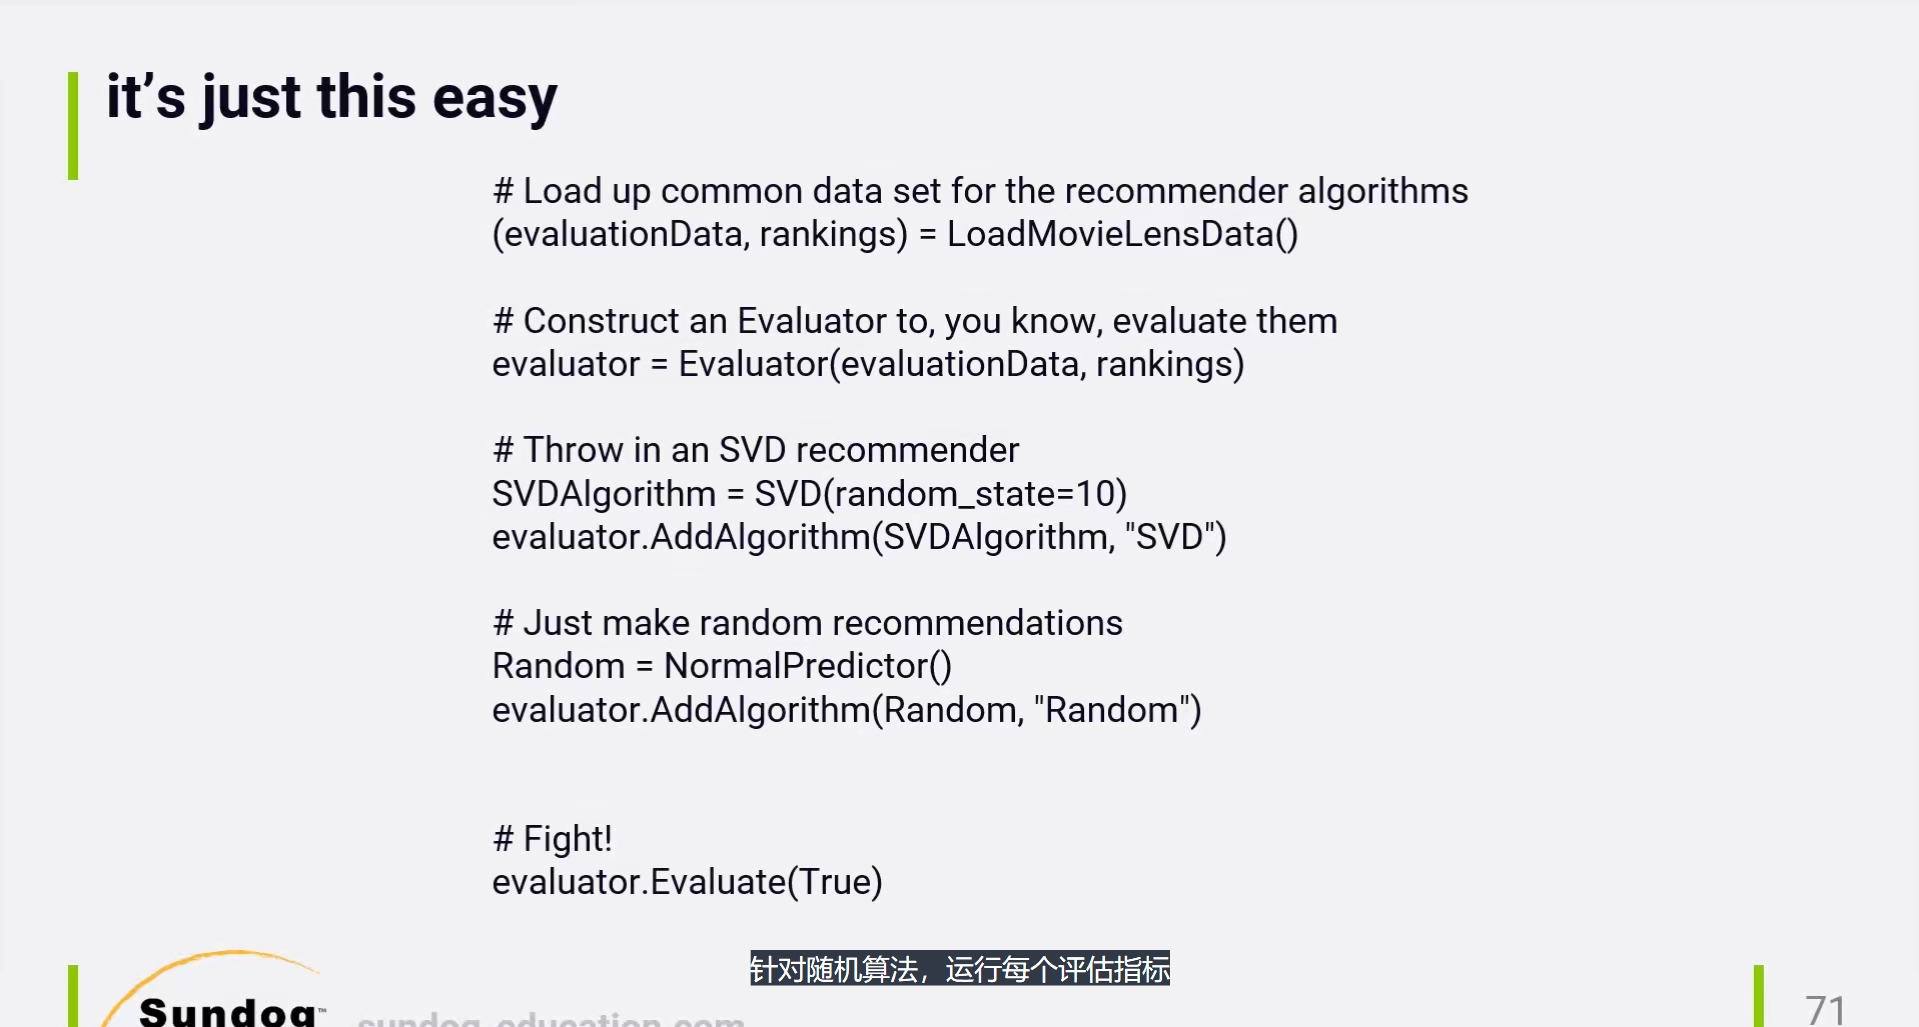 it’s just this easy
# Load up common data set for the recommender algorithms
(evaluationData, rankings) = LoadMovieLensData()
# Construct an Evaluator to, you know, evaluate them
evaluator = Evaluator(evaluationData, rankings)
# Throw in an SVD recommender
SVDAlgorithm = SVD(random_state=10)
evaluator.AddAlgorithm(SVDAlgorithm, "SVD")
# Just make random recommendations
Random = NormalPredictor()
evaluator.AddAlgorithm(Random, "Random")
# Fight!
evaluator.Evaluate(True)
针对随机算法，运行每个评估指标
Sundog™
sundog-education.com
71